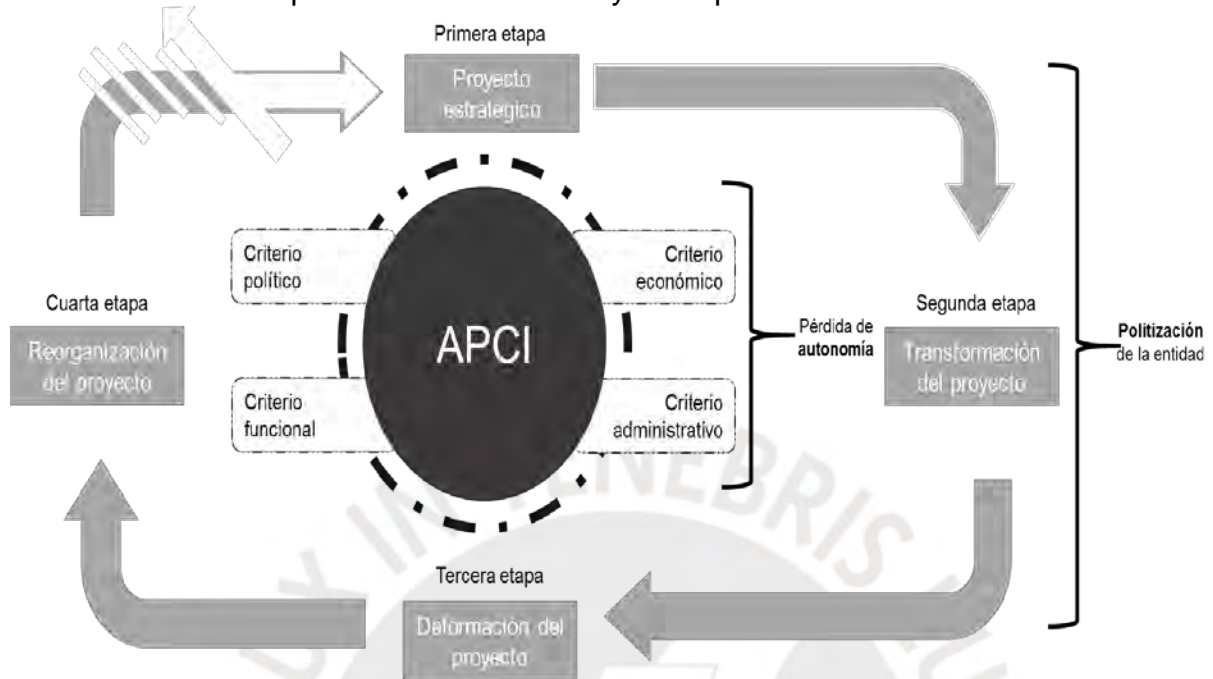 Primera etapa
Proyecto
estrategico
Criterio
político
Criterio
económico
APCI
Criterio
funcional
Criterio
administrativo
Pérdida de
autonomía
Cuarta etapa
Reorganización
del proyecto
Segunda etapa
Transformación
del proyecto
Politización
de la entidad
Tercera etapa
Deformación del
proyecto